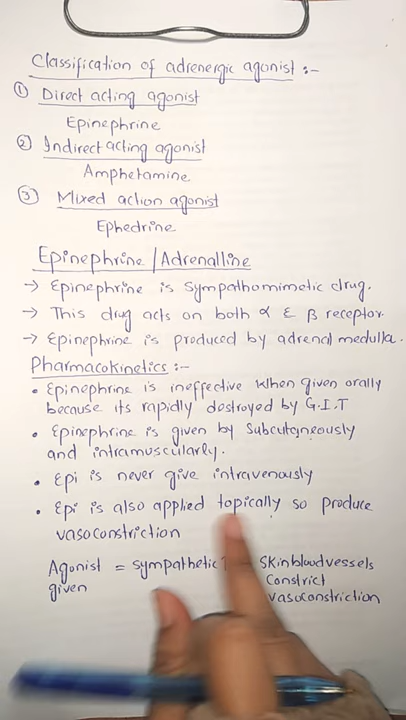 Classification of adrenergic agonist :-
① Direct acting agonist
Epinephrine
② Indirect acting agonist
Amphetamine
③ Mixed action agonist
Ephedrine
Epinephrine/Adrenalline
→ Epinephrine is sympathomimetic drug.
→ This drug acts on both α & β receptor.
→ Epinephrine is produced by adrenal medulla.
Pharmacokinetics :-
• Epinephrine is ineffective when given orally
because its rapidly destroyed by G.I.T
• Epinephrine is given by subcutaneously
and intramuscularly.
• Epi is never give intravenously
• Epi is also applied topically so produce
vasoconstriction
Agonist = sympathetic↑ Skin blood vessels
given Constrict
vasoconstriction